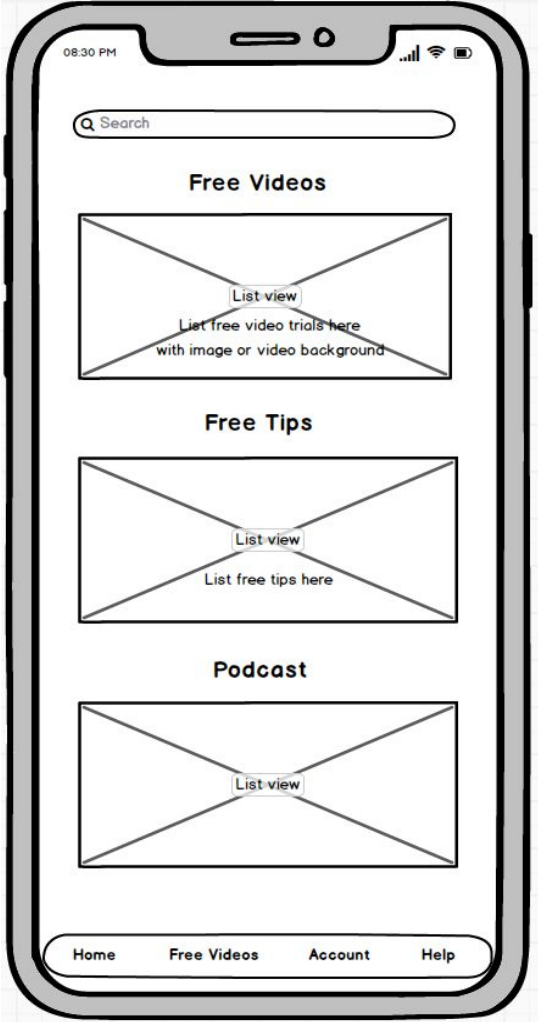 08:30 PM
Search
Free Videos
List view
List free video trials here
with image or video background
Free Tips
List view
List free tips here
Podcast
List view
Home Free Videos Account Help